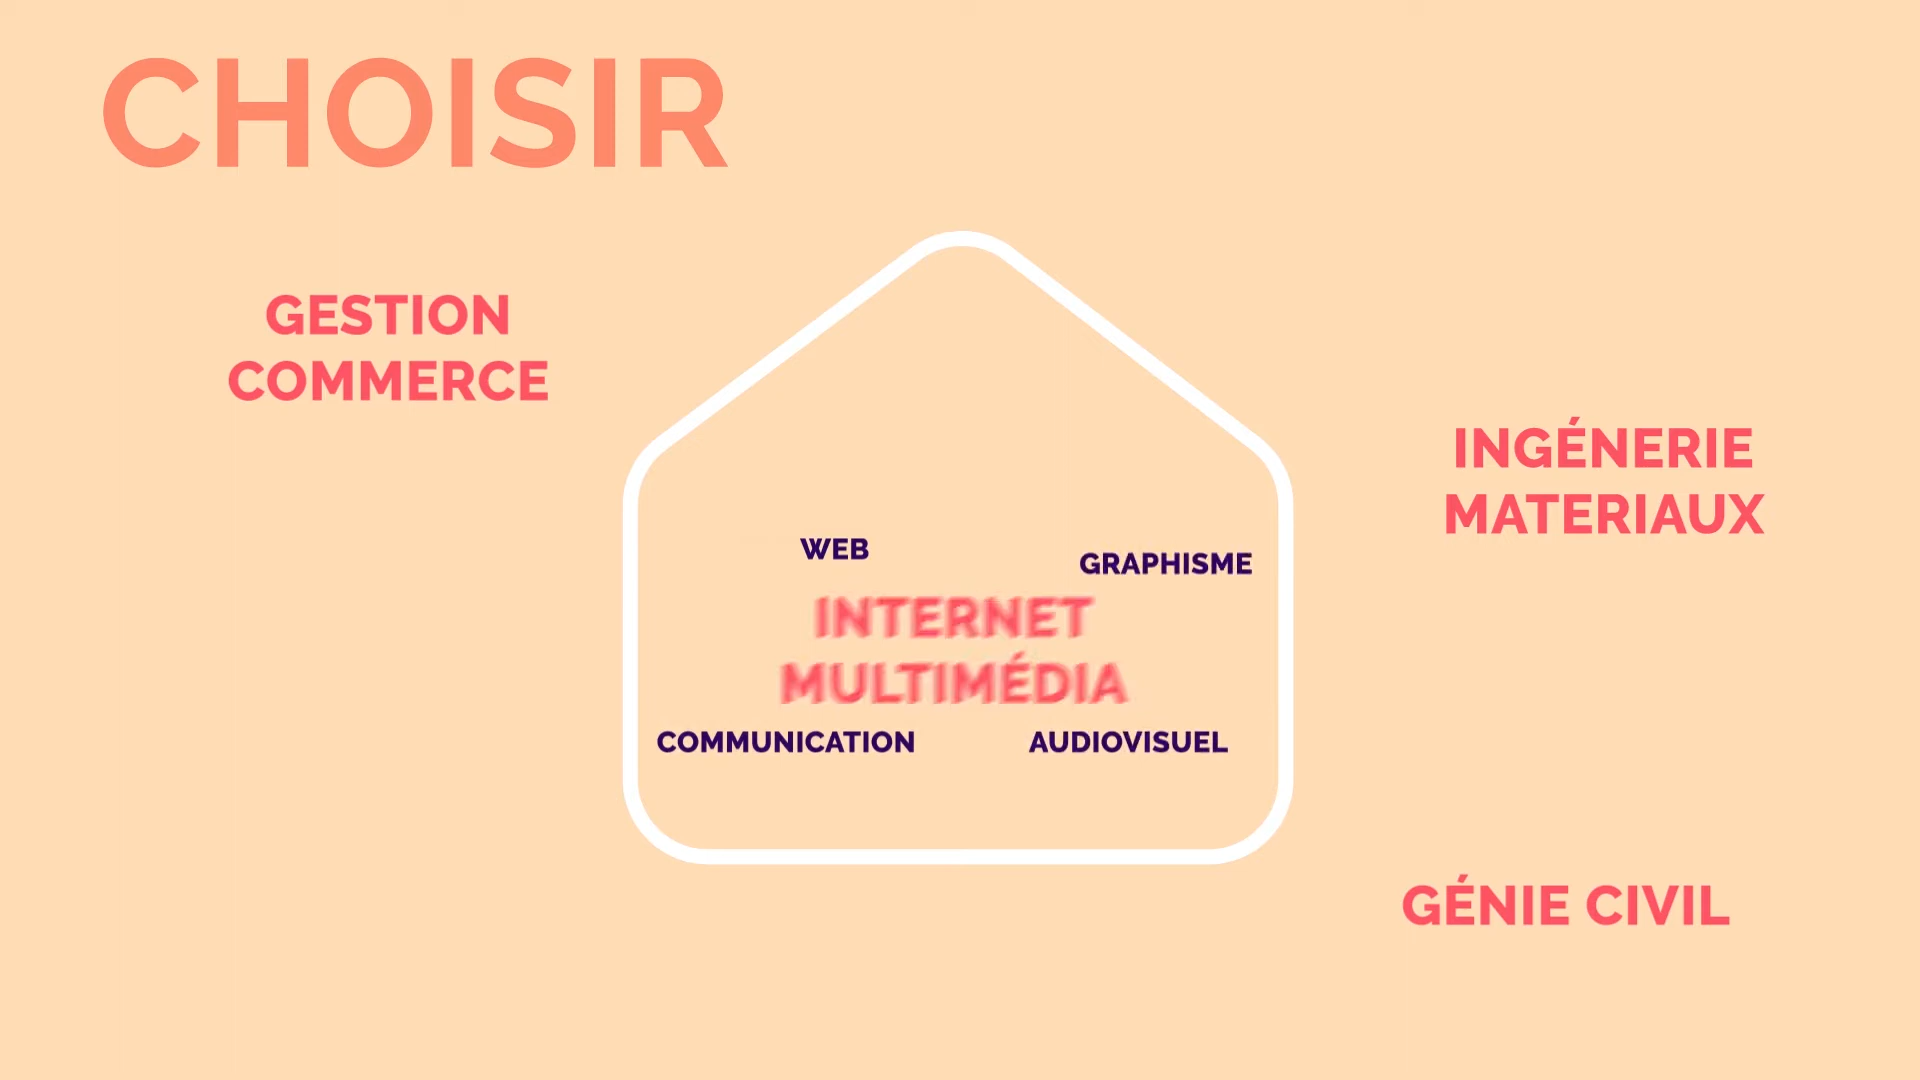 CHOISIR
GESTION
COMMERCE
INGÉNERIE
MATERIAUX
WEB
GRAPHISME
INTERNET
MULTIMÉDIA
COMMUNICATION
AUDIOVISUEL
GÉNIE CIVIL